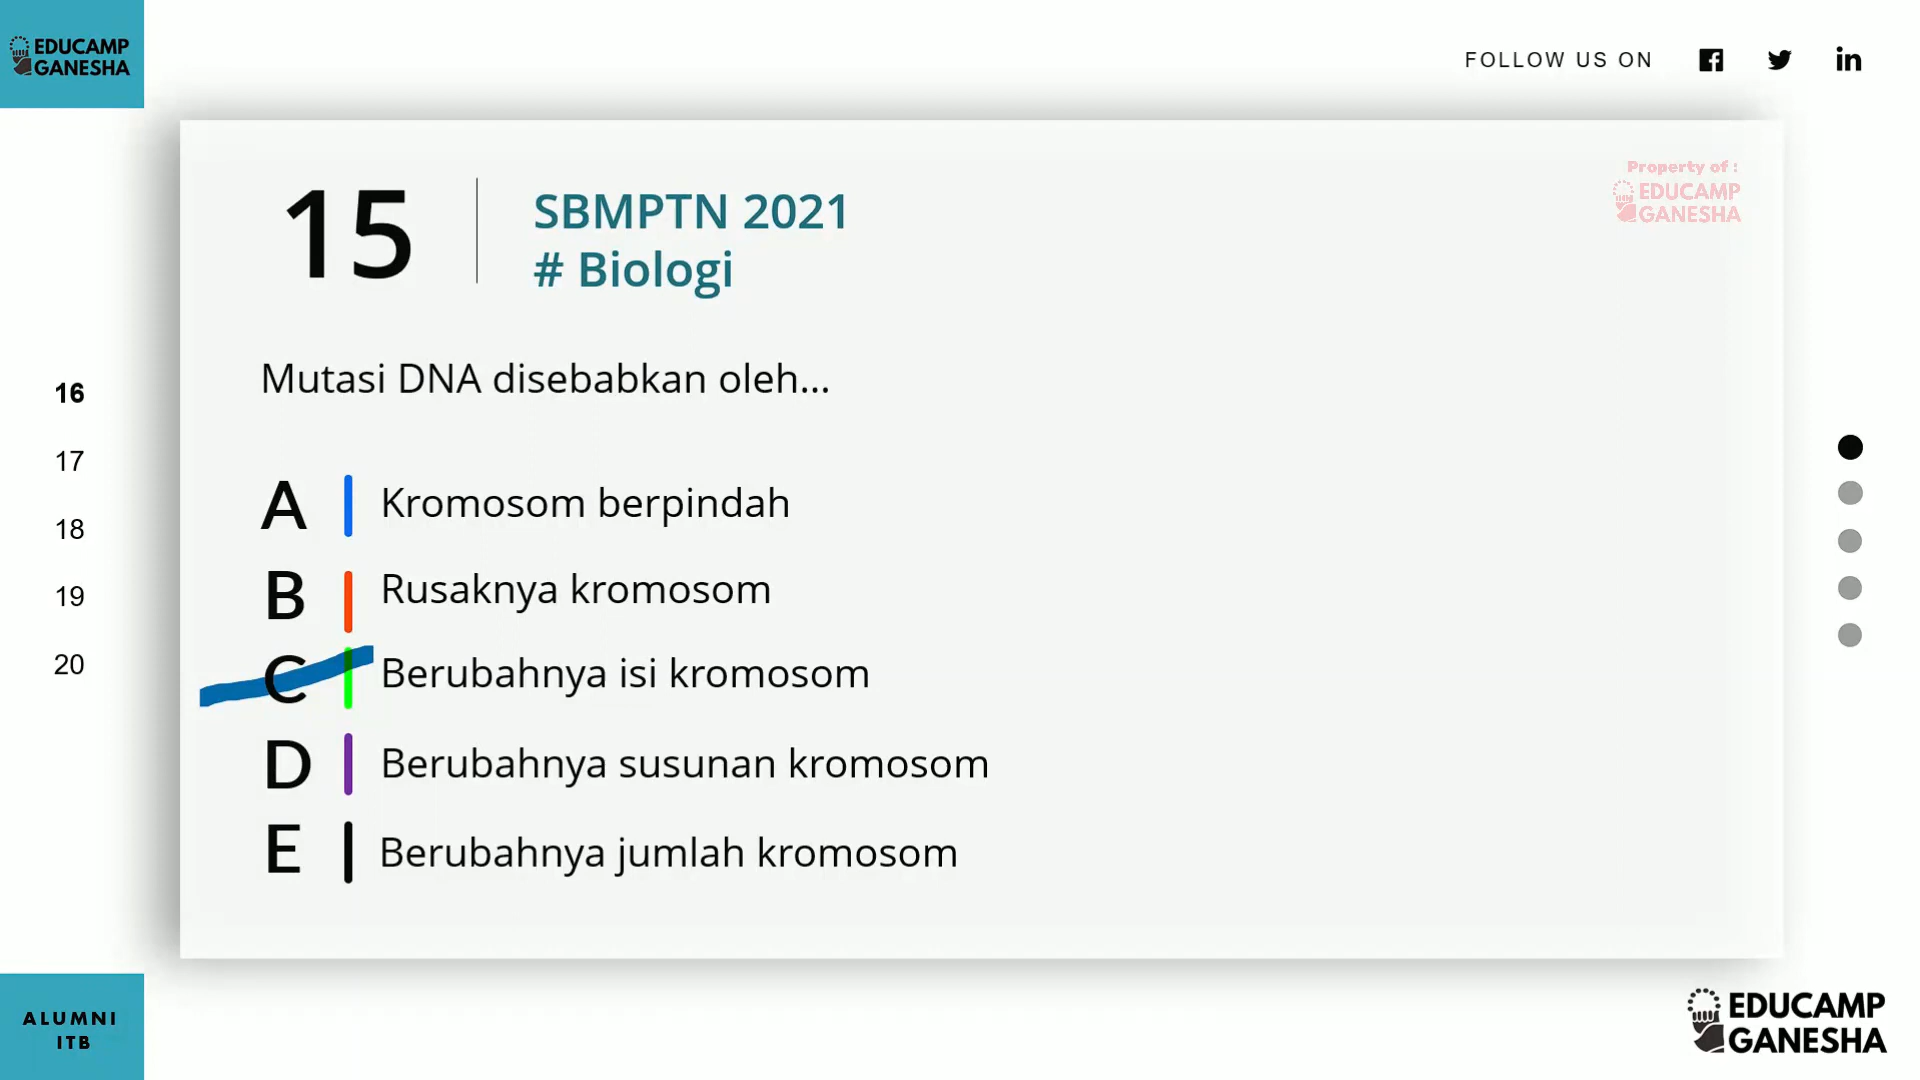 EDUCAMP
GANESHA
FOLLOW US ON
Property of :
EDUCAMP
GANESHA
15
SBMPTN 2021
# Biologi
Mutasi DNA disebabkan oleh...
A Kromosom berpindah
B Rusaknya kromosom
C Berubahnya isi kromosom
D Berubahnya susunan kromosom
E Berubahnya jumlah kromosom
16
17
18
19
20
ALUMNI
ITB
EDUCAMP
GANESHA